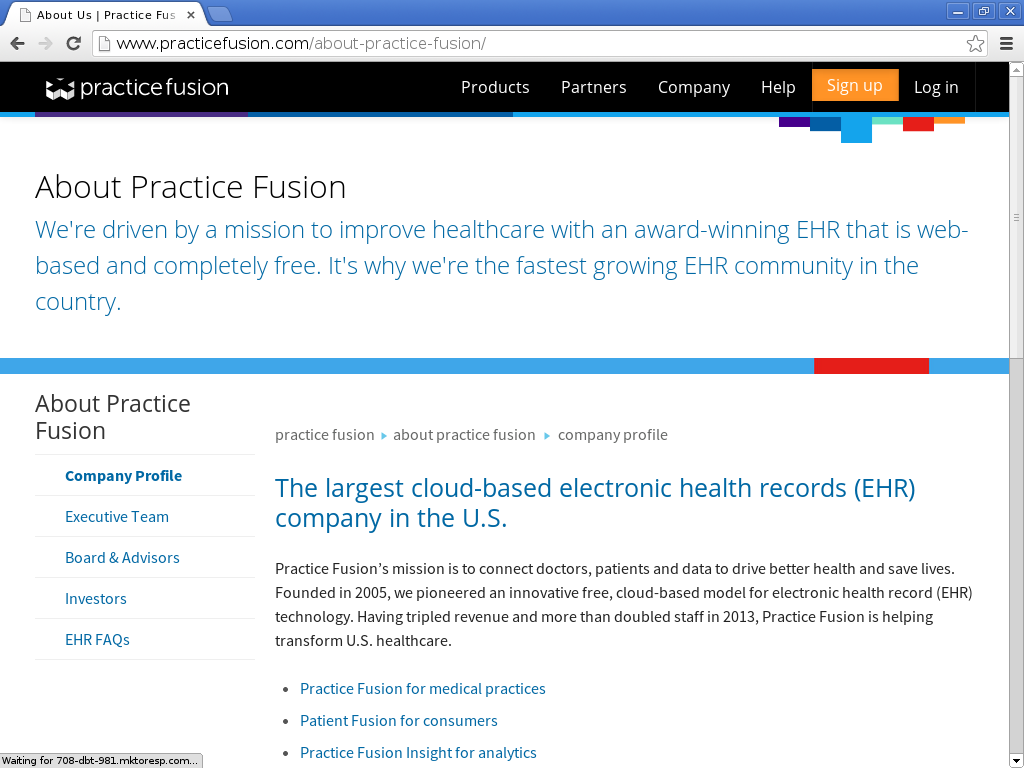 About Us | Practice Fus
www.practicefusion.com/about-practice-fusion/
practice fusion
Products
Partners
Company
Help
Sign up
Log in
About Practice Fusion
We're driven by a mission to improve healthcare with an award-winning EHR that is web-
based and completely free. It's why we're the fastest growing EHR community in the
country.
About Practice
Fusion
Company Profile
Executive Team
Board & Advisors
Investors
EHR FAQs
practice fusion about practice fusion company profile
The largest cloud-based electronic health records (EHR)
company in the U.S.
Practice Fusion’s mission is to connect doctors, patients and data to drive better health and save lives.
Founded in 2005, we pioneered an innovative free, cloud-based model for electronic health record (EHR)
technology. Having tripled revenue and more than doubled staff in 2013, Practice Fusion is helping
transform U.S. healthcare.
Practice Fusion for medical practices
Patient Fusion for consumers
Practice Fusion Insight for analytics
Waiting for 708-dbt-981.mktoresp.com...